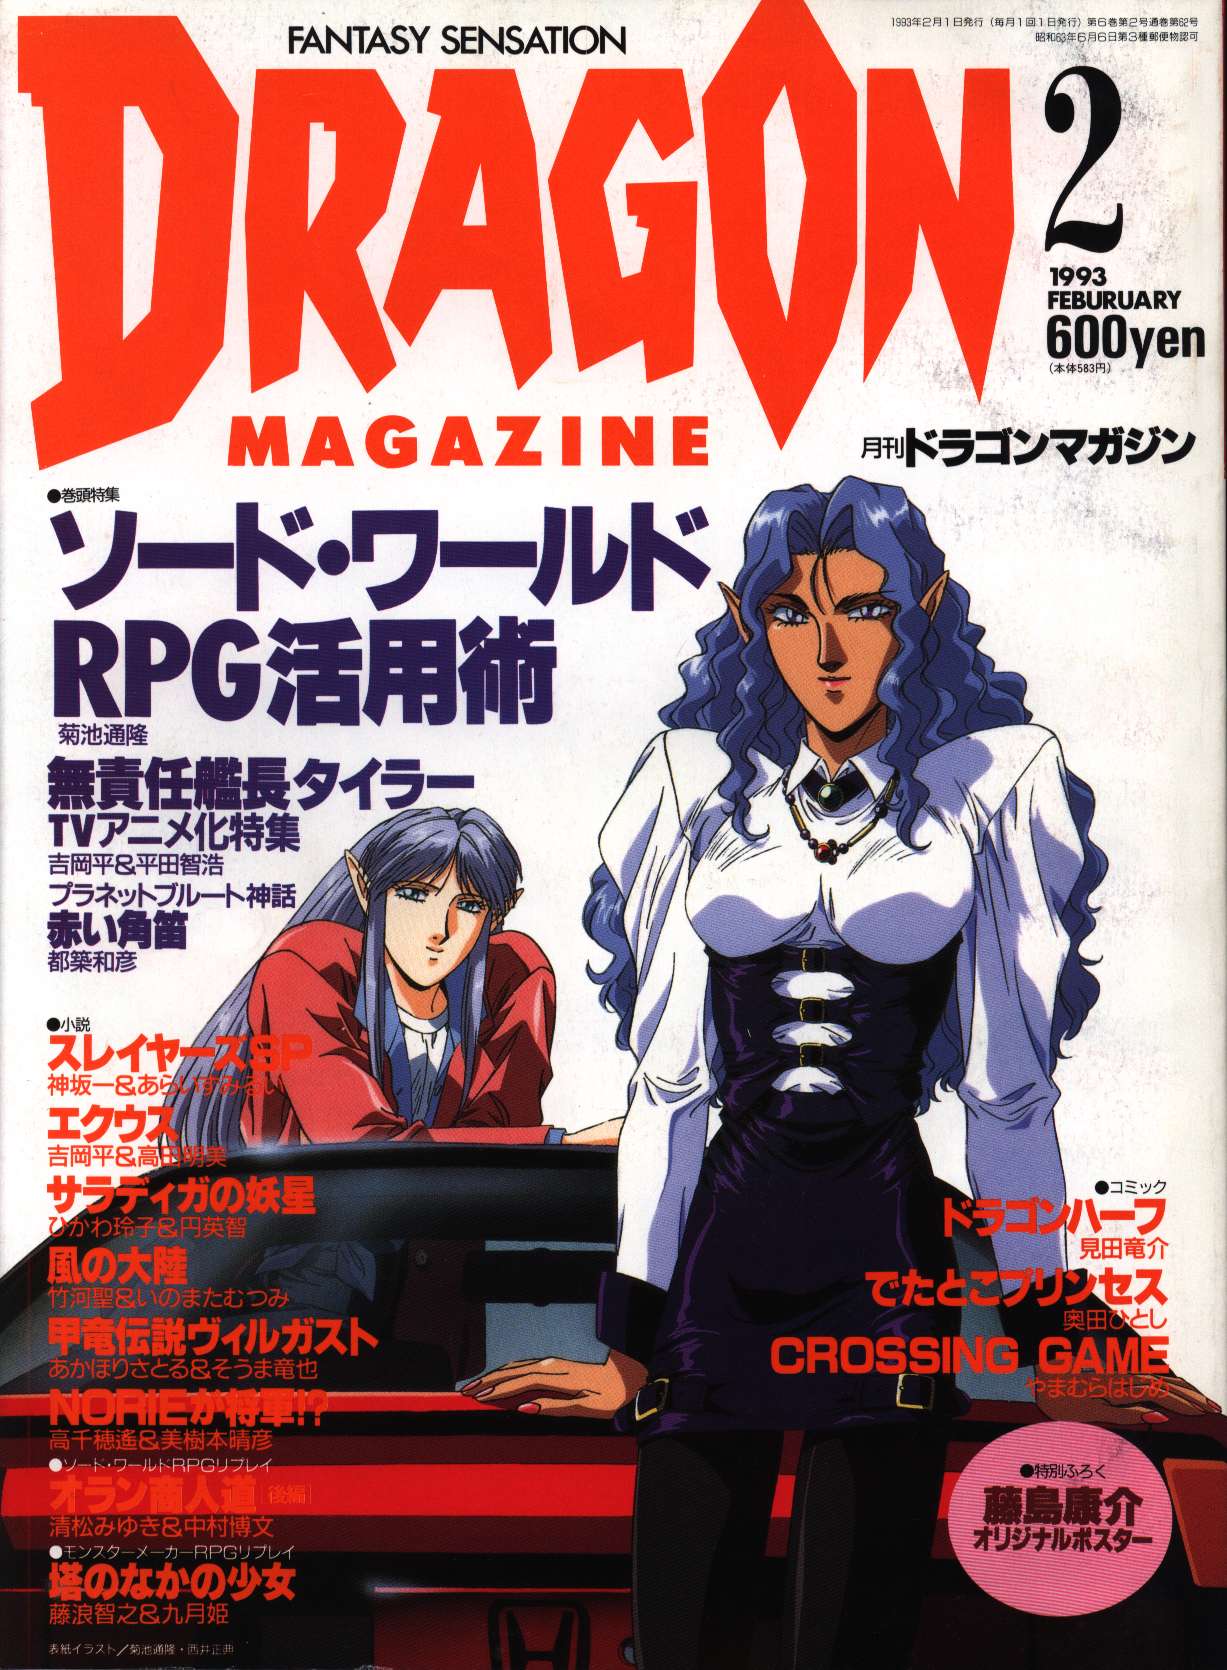 FANTASY SENSATION
1993年2月1日発行（毎月1回1日発行）第6巻第2号通巻第62号
昭和63年6月6日第3種郵便物認可
DRAGON
MAGAZINE
2
1993
FEBURUARY
600yen
（本体583円）
月刊ドラゴンマガジン
●巻頭特集
ソード・ワールド
RPG活用術
菊池通隆
無責任艦長タイラー
TVアニメ化特集
吉岡平&平田智浩
プラネットブルート神話
赤い角笛
都築和彦
●小説
スレイヤーズSP
神坂一&あらいずみるい
エクウス
吉岡平&高田明美
サラディガの妖星
ひかわ玲子&円英智
風の大陸
竹河聖&いのまたむつみ
甲竜伝説ヴィルガスト
あかほりさとる&そうま竜也
NORIEが将軍!?
高千穂遙&美樹本晴彦
●ソード・ワールドRPGリプレイ
オラン商人道［後編］
清松みゆき&中村博文
●モンスターメーカーRPGリプレイ
塔のなかの少女
藤浪智之&九月姫
表紙イラスト／菊池通隆・西井正典
●コミック
ドラゴンハーフ
見田竜介
でたとこプリンセス
奥田ひとし
CROSSING GAME
やまむらはじめ
●特別ふろく
藤島康介
オリジナルポスター